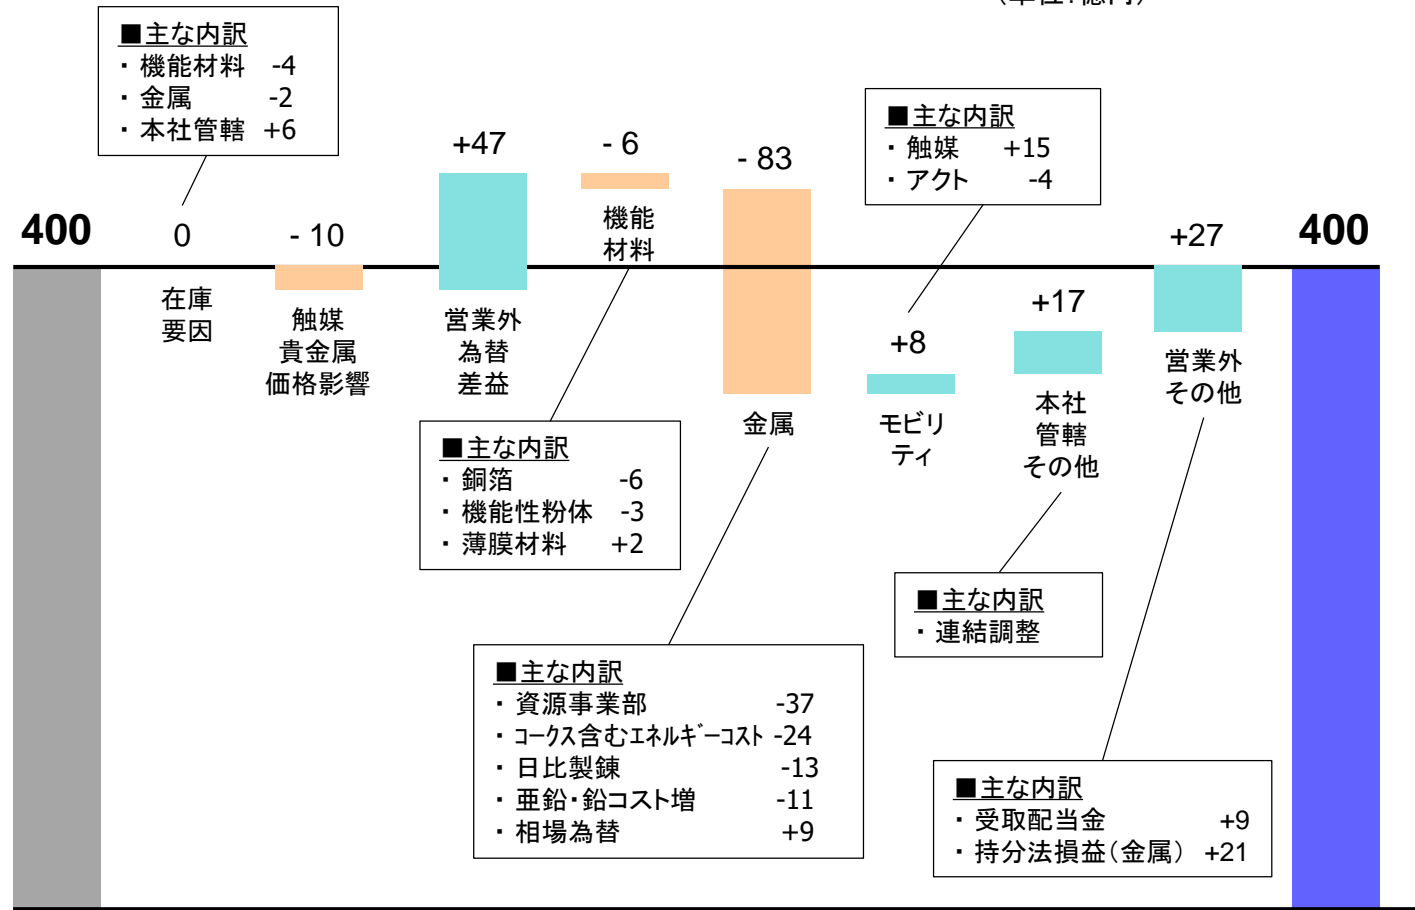 (単位:億円)
■主な内訳
・ 機能材料 -4
・ 金属 -2
・ 本社管轄 +6
400
0
在庫
要因
- 10
触媒
貴金属
価格影響
+47
営業外
為替
差益
- 6
機能
材料
■主な内訳
・ 銅箔 -6
・ 機能性粉体 -3
・ 薄膜材料 +2
- 83
金属
■主な内訳
・ 資源事業部 -37
・ コークス含むエネルギーコスト -24
・ 日比製錬 -13
・ 亜鉛・鉛コスト増 -11
・ 相場為替 +9
■主な内訳
・ 触媒 +15
・ アクト -4
+8
モビリ
ティ
+17
本社
管轄
その他
■主な内訳
・ 連結調整
+27
営業外
その他
■主な内訳
・ 受取配当金 +9
・ 持分法損益(金属) +21
400